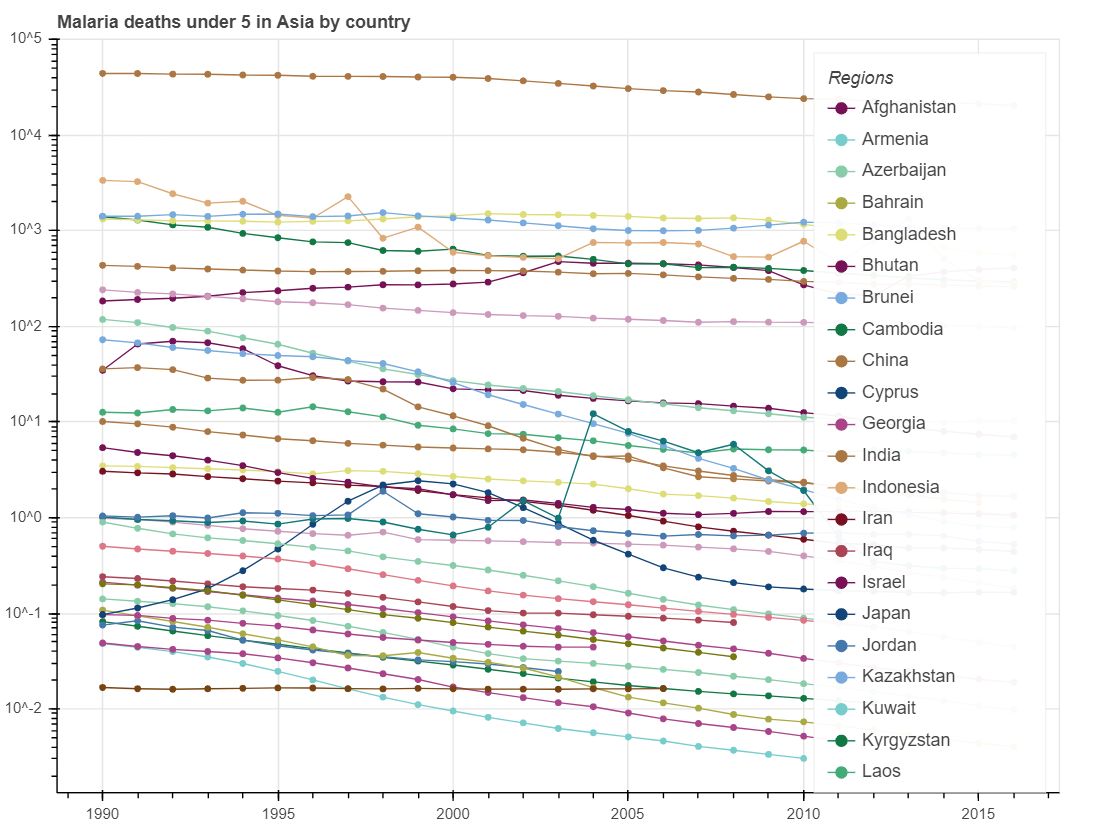 Malaria deaths under 5 in Asia by country
10^5
10^4
10^3
10^2
10^1
10^0
10^-1
10^-2
1990
1995
2000
2005
2010
2015
Regions
Afghanistan
Armenia
Azerbaijan
Bahrain
Bangladesh
Bhutan
Brunei
Cambodia
China
Cyprus
Georgia
India
Indonesia
Iran
Iraq
Israel
Japan
Jordan
Kazakhstan
Kuwait
Kyrgyzstan
Laos